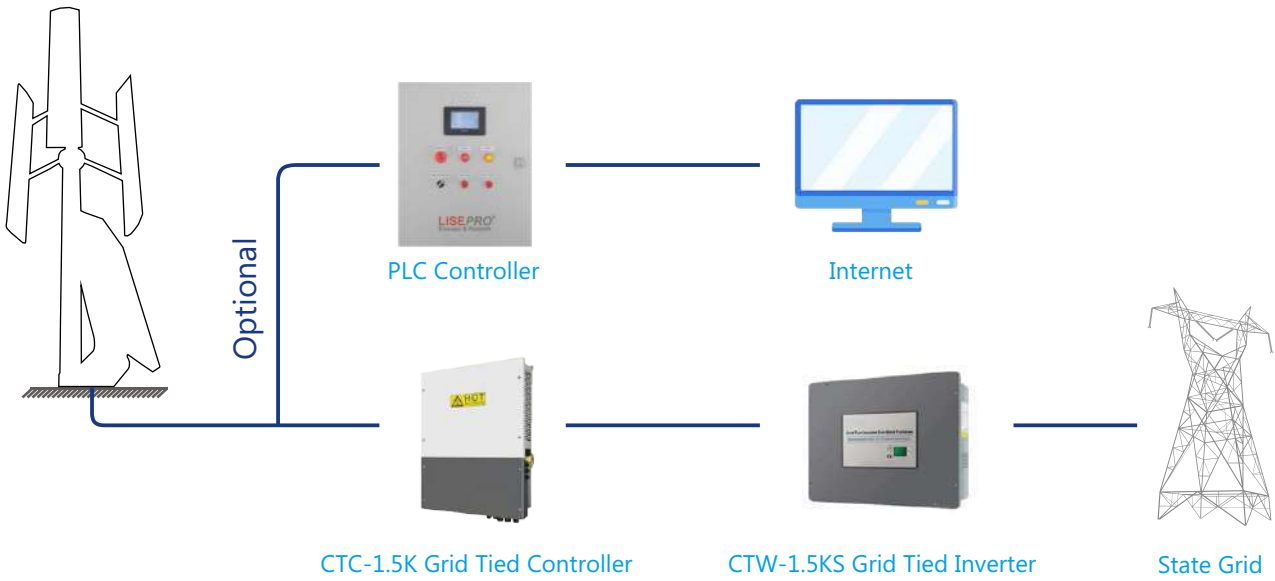 LISEPRO
PLC Controller
Internet
Optional
HOT
CTC-1.5K Grid Tied Controller
CTW-1.5KS Grid Tied Inverter
State Grid